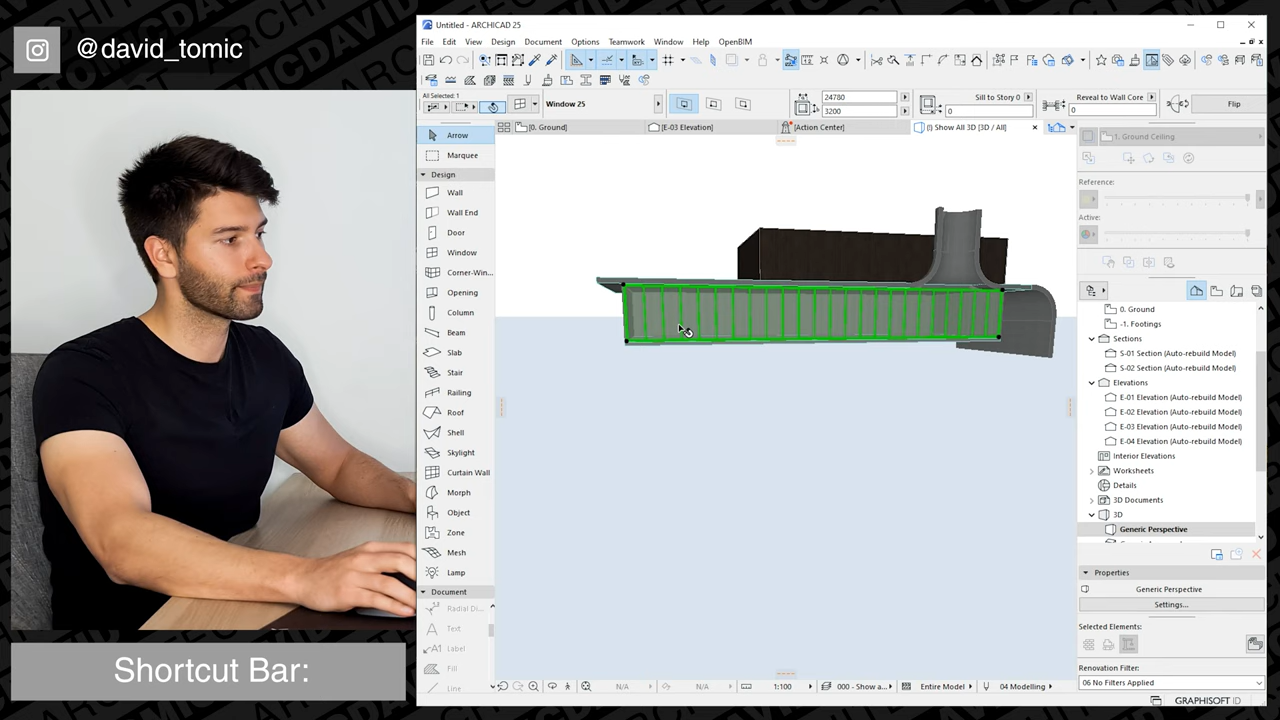 @david_tomic
Shortcut Bar:
Untitled - ARCHICAD 25
File Edit View Design Document Options Teamwork Window Help OpenBIM
All Selected: 1
Window 25
24780
3200
Sill to Story 0
0
Reveal to Wall Core
0
Flip
[0. Ground]
[E-03 Elevation]
[Action Center]
(!) Show All 3D [3D / All]
Arrow
Marquee
Design
Wall
Wall End
Door
Window
Corner-Win...
Opening
Column
Beam
Slab
Stair
Railing
Roof
Shell
Skylight
Curtain Wall
Morph
Object
Zone
Mesh
Lamp
Document
Radial Di...
Text
Label
Fill
Line
1. Ground Ceiling
Reference:
Active:
0. Ground
-1. Footings
Sections
S-01 Section (Auto-rebuild Model)
S-02 Section (Auto-rebuild Model)
Elevations
E-01 Elevation (Auto-rebuild Model)
E-02 Elevation (Auto-rebuild Model)
E-03 Elevation (Auto-rebuild Model)
E-04 Elevation (Auto-rebuild Model)
Interior Elevations
Worksheets
Details
3D Documents
3D
Generic Perspective
Properties
Generic Perspective
Settings...
Selected Elements:
Renovation Filter:
06 No Filters Applied
N/A
N/A
1:100
000 - Show a...
Entire Model
04 Modelling
GRAPHISOFT ID